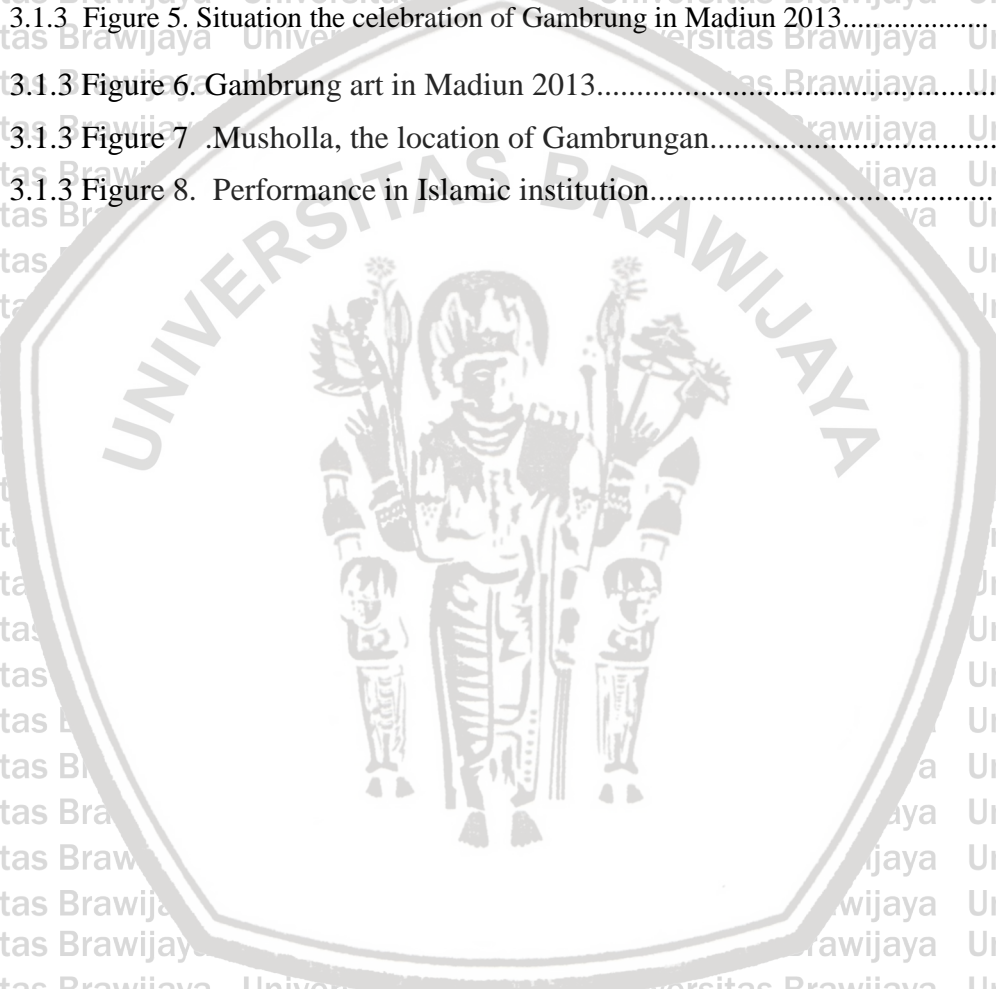 3.1.3 Figure 5. Situation the celebration of Gambrung in Madiun 2013...................
3.1.3 Figure 6. Gambrung art in Madiun 2013.............................................
3.1.3 Figure 7 .Musholla, the location of Gambrungan...................................
3.1.3 Figure 8. Performance in Islamic institution..........................................
UNIVERSITAS BRAWIJAYA